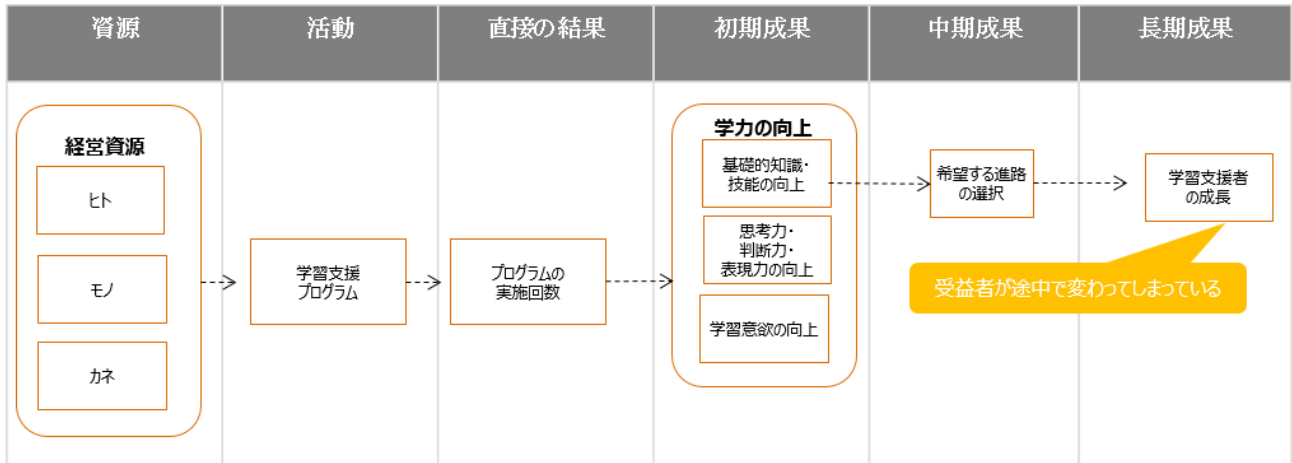 資源
活動
直接の結果
初期成果
中期成果
長期成果
経営資源
ヒト
モノ
カネ
学習支援
プログラム
プログラムの
実施回数
学力の向上
基礎的知識・
技能の向上
思考力・
判断力・
表現力の向上
学習意欲の向上
希望する進路
の選択
学習支援者
の成長
受益者が途中で変わってしまっている